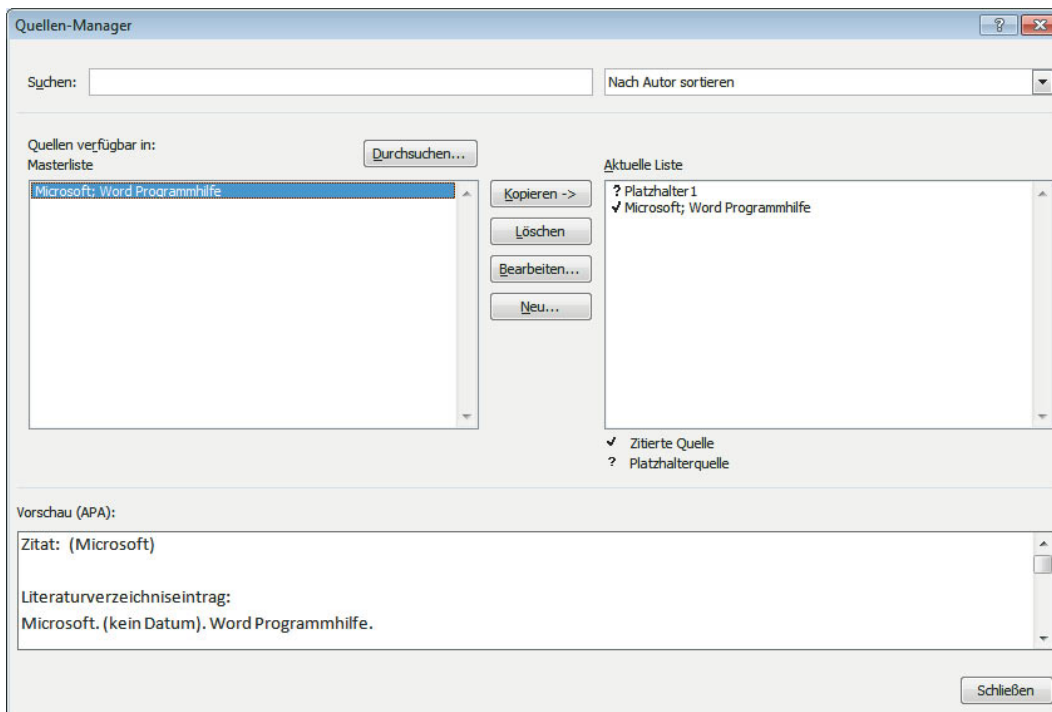 Quellen-Manager
Suchen:
Nach Autor sortieren
Quellen verfügbar in:
Masterliste
Durchsuchen...
Microsoft; Word Programmhilfe
Kopieren ->
Löschen
Bearbeiten...
Neu...
Aktuelle Liste
? Platzhalter1
✓ Microsoft; Word Programmhilfe
✓ Zitierte Quelle
? Platzhalterquelle
Vorschau (APA):
Zitat: (Microsoft)
Literaturverzeichniseintrag:
Microsoft. (kein Datum). Word Programmhilfe.
Schließen